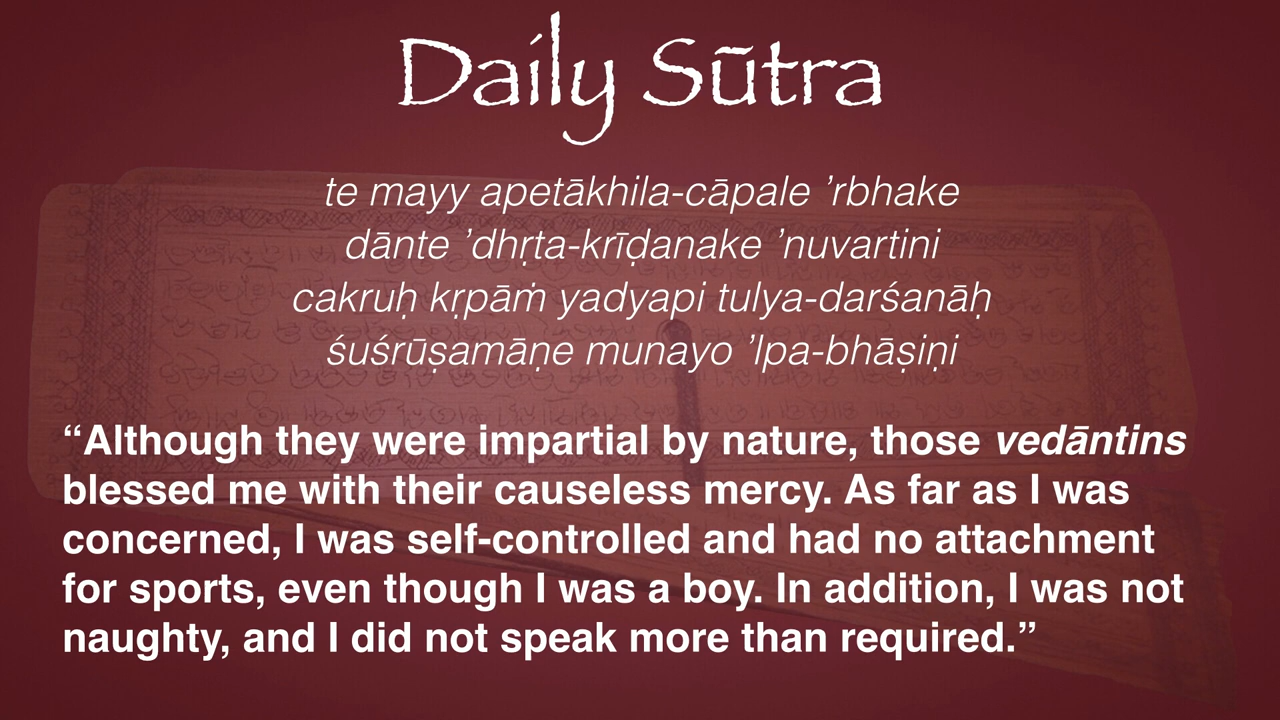 Daily Sūtra
te mayy apetākhila-cāpale ’rbhake
dānte ’dhṛta-krīḍanake ’nuvartini
cakruḥ kṛpāṁ yadyapi tulya-darśanāḥ
śuśrūṣamāṇe munayo ’lpa-bhāṣiṇi
“Although they were impartial by nature, those vedāntins
blessed me with their causeless mercy. As far as I was
concerned, I was self-controlled and had no attachment
for sports, even though I was a boy. In addition, I was not
naughty, and I did not speak more than required.”